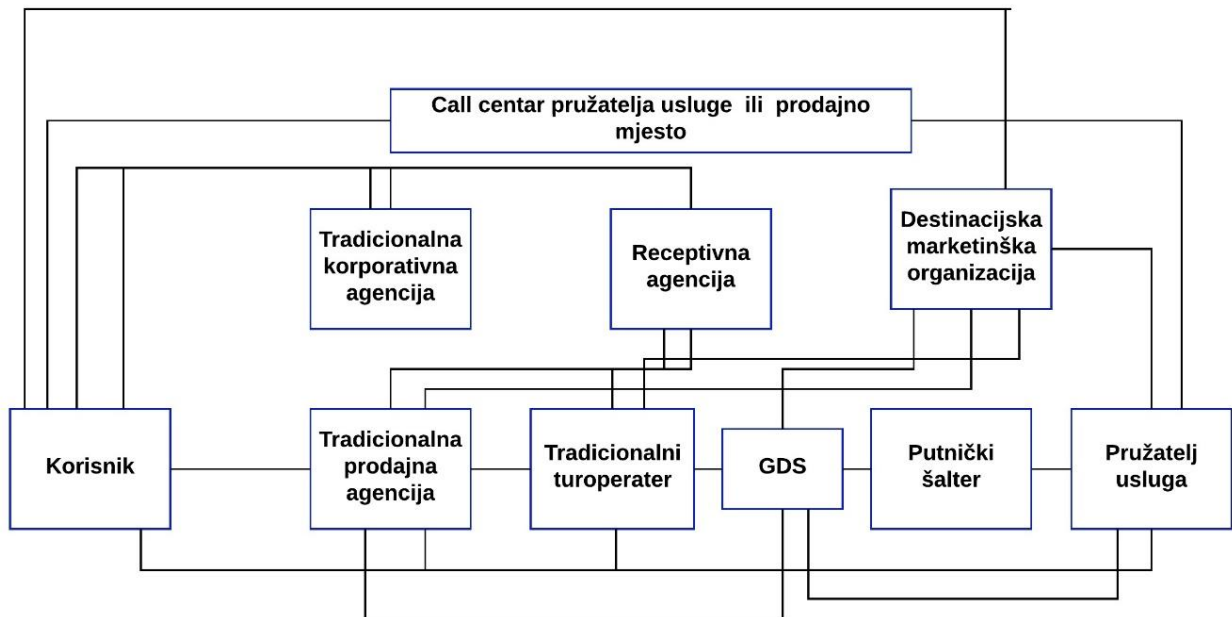 Call centar pružatelja usluge ili prodajno
mjesto
Tradicionalna
korporativna
agencija
Receptivna
agencija
Destinacijska
marketinška
organizacija
Korisnik
Tradicionalna
prodajna
agencija
Tradicionalni
turoperater
GDS
Putnički
šalter
Pružatelj
usluga